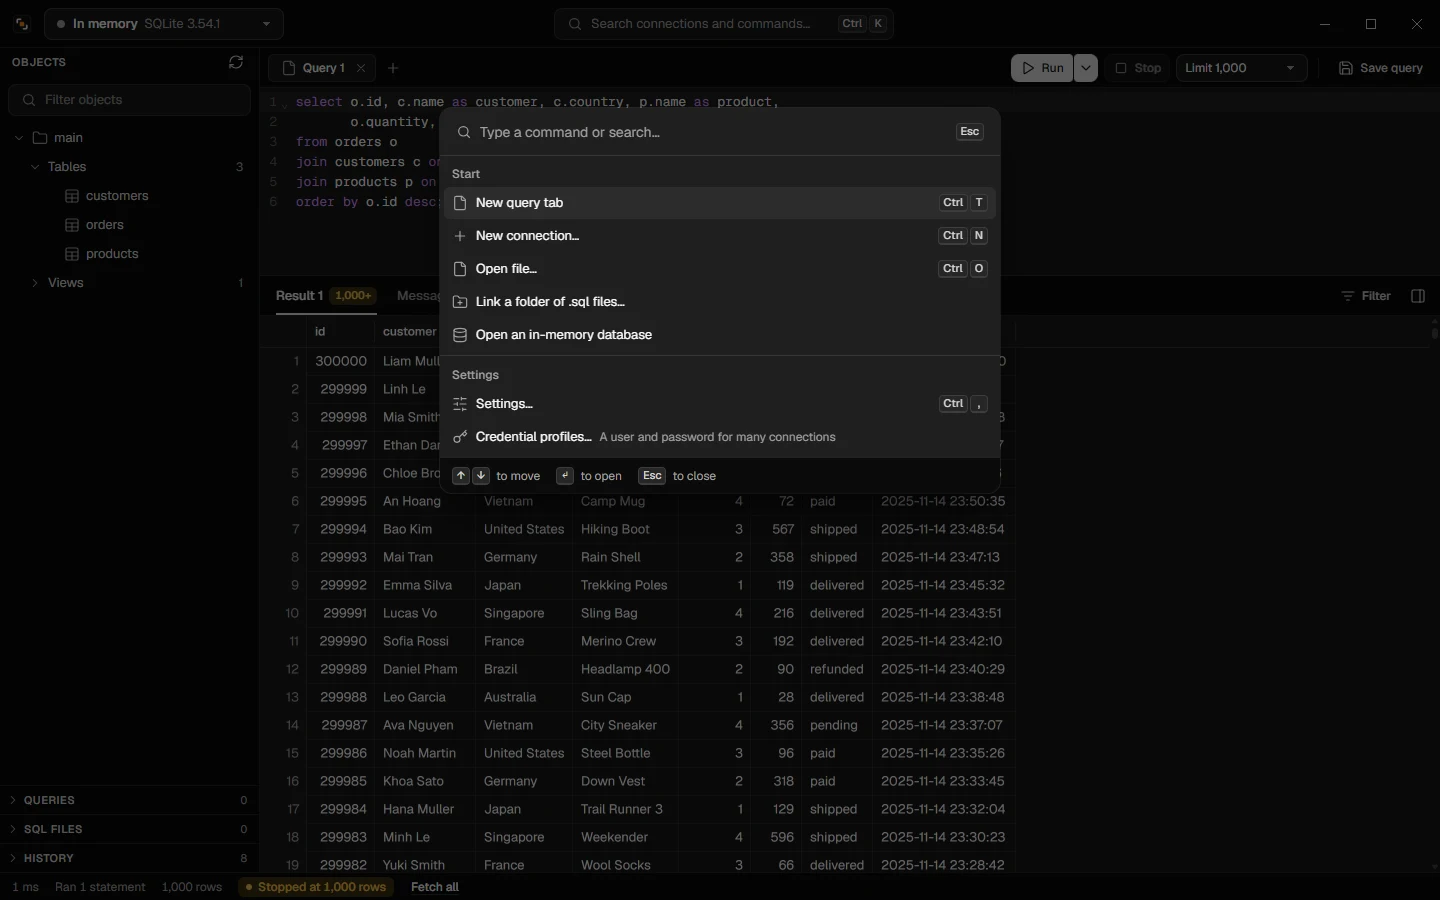 In memory SQLite 3.54.1
Search connections and commands... Ctrl K
OBJECTS
Query 1
Run
Stop
Limit 1,000
Save query
Filter objects
main
Tables 3
customers
orders
products
Views 1
1 select o.id, c.name as customer, c.country, p.name as product,
2 o.quantity,
3 from orders o
4 join customers c on
5 join products p on
6 order by o.id desc;
Type a command or search... Esc
Start
New query tab Ctrl T
New connection... Ctrl N
Open file... Ctrl O
Link a folder of .sql files...
Open an in-memory database
Settings
Settings... Ctrl ,
Credential profiles... A user and password for many connections
to move to open Esc to close
Result 1 1,000+
Filter
id customer
1 300000 Liam
2 299999 Linh Le
3 299998 Mia Smith
4 299997 Ethan
5 299996 Chloe
6 299995 An Hoang Vietnam Camp Mug 4 72 paid 2025-11-14 23:50:35
7 299994 Bao Kim United States Hiking Boot 3 567 shipped 2025-11-14 23:48:54
8 299993 Mai Tran Germany Rain Shell 2 358 shipped 2025-11-14 23:47:13
9 299992 Emma Silva Japan Trekking Poles 1 119 delivered 2025-11-14 23:45:32
10 299991 Lucas Vo Singapore Sling Bag 4 216 delivered 2025-11-14 23:43:51
11 299990 Sofia Rossi France Merino Crew 3 192 delivered 2025-11-14 23:42:10
12 299989 Daniel Pham Brazil Headlamp 400 2 90 refunded 2025-11-14 23:40:29
13 299988 Leo Garcia Australia Sun Cap 1 28 delivered 2025-11-14 23:38:48
14 299987 Ava Nguyen Vietnam City Sneaker 4 356 pending 2025-11-14 23:37:07
15 299986 Noah Martin United States Steel Bottle 3 96 paid 2025-11-14 23:35:26
16 299985 Khoa Sato Germany Down Vest 2 318 paid 2025-11-14 23:33:45
17 299984 Hana Muller Japan Trail Runner 3 1 129 shipped 2025-11-14 23:32:04
18 299983 Minh Le Singapore Weekender 4 596 shipped 2025-11-14 23:30:23
19 299982 Yuki Smith France Wool Socks 3 66 delivered 2025-11-14 23:28:42
QUERIES 0
SQL FILES 0
HISTORY 8
1 ms Ran 1 statement 1,000 rows Stopped at 1,000 rows Fetch all